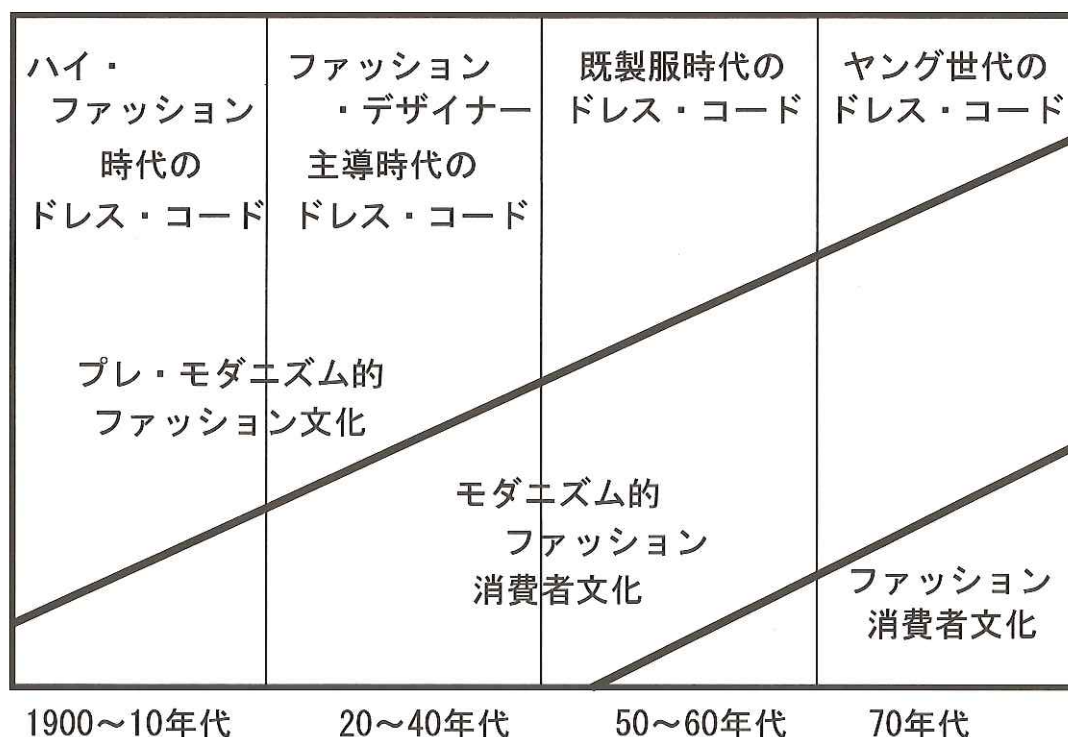 ハイ・
ファッション
時代の
ドレス・コード
ファッション
・デザイナー
主導時代の
ドレス・コード
既製服時代の
ドレス・コード
ヤング世代の
ドレス・コード
プレ・モダニズム的
ファッション文化
モダニズム的
ファッション
消費者文化
ファッション
消費者文化
1900〜10年代
20〜40年代
50〜60年代
70年代